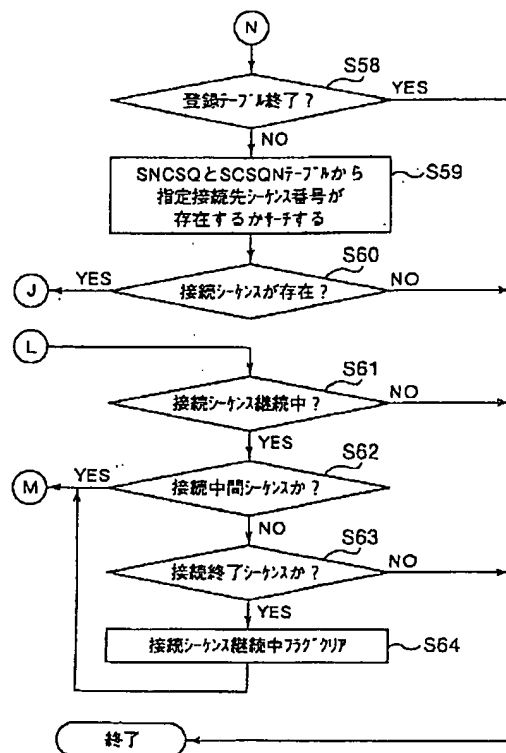 N
S58
登録ﾃｰﾌﾞﾙ終了?
YES
NO
SNCSQとSCSQNﾃｰﾌﾞﾙから
指定接続先ｼｰｹﾝｽ番号が
存在するかｻｰﾁする
S59
S60
J
YES
接続ｼｰｹﾝｽが存在?
NO
L
S61
接続ｼｰｹﾝｽ継続中?
NO
YES
S62
M
YES
接続中間ｼｰｹﾝｽか?
NO
S63
接続終了ｼｰｹﾝｽか?
NO
YES
接続ｼｰｹﾝｽ継続中ﾌﾗｸﾞｸﾘｱ
S64
終了